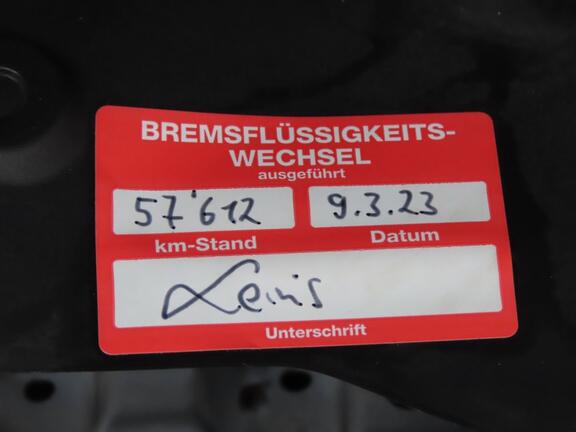 BREMSFLÜSSIGKEITS-
WECHSEL
ausgeführt
57'612 9.3.23
km-Stand Datum
Unterschrift